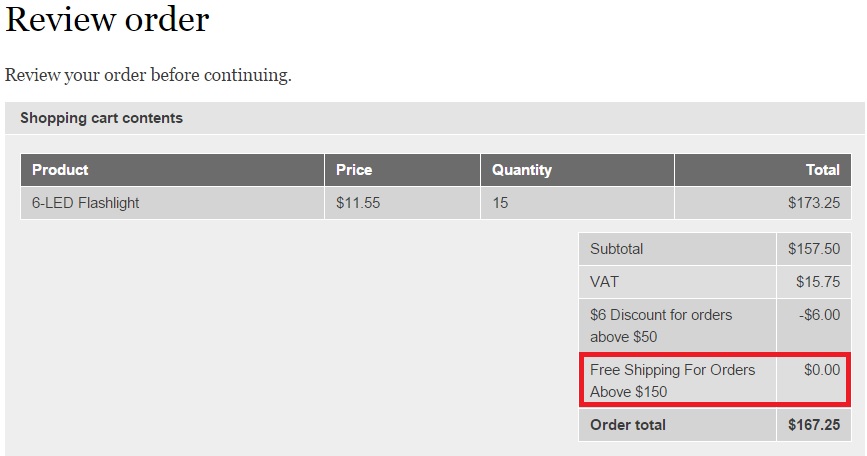 Review order
Review your order before continuing.
Shopping cart contents
Product Price Quantity Total
6-LED Flashlight $11.55 15 $173.25
Subtotal $157.50
VAT $15.75
$6 Discount for orders -$6.00
above $50
Free Shipping For Orders $0.00
Above $150
Order total $167.25